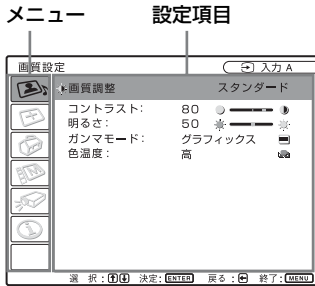 メニュー 設定項目
画質設定 入力 A
画質調整 スタンダード
コントラスト: 80
明るさ: 50
ガンマモード: グラフィックス
色温度: 高
選 択: 決定: ENTER 戻る: 終了: MENU